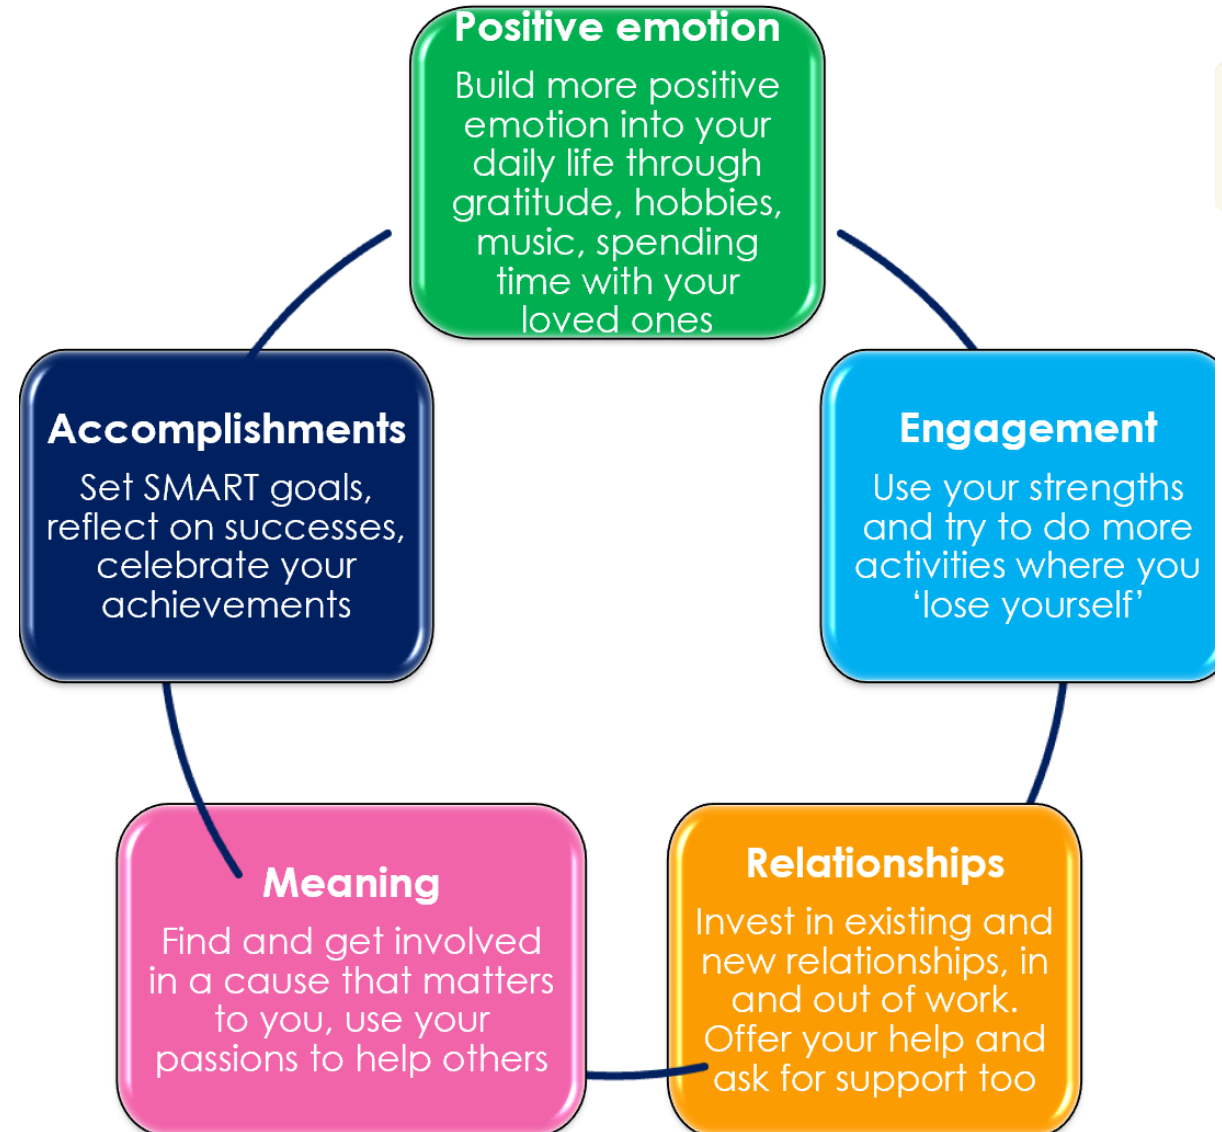 Positive emotion
Build more positive
emotion into your
daily life through
gratitude, hobbies,
music, spending
time with your
loved ones
Engagement
Use your strengths
and try to do more
activities where you
‘lose yourself’
Relationships
Invest in existing and
new relationships, in
and out of work.
Offer your help and
ask for support too
Meaning
Find and get involved
in a cause that matters
to you, use your
passions to help others
Accomplishments
Set SMART goals,
reflect on successes,
celebrate your
achievements